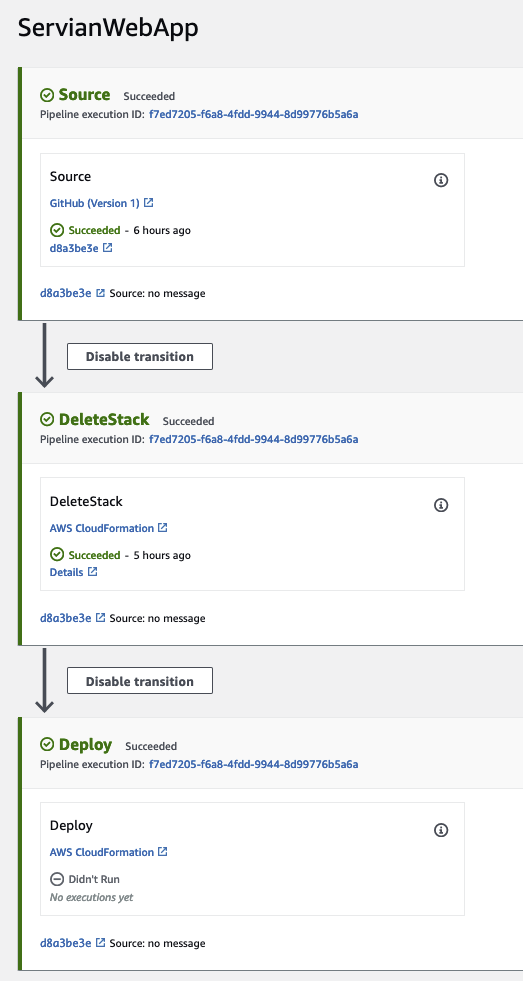 ServianWebApp
Source Succeeded
Pipeline execution ID: f7ed7205-f6a8-4fdd-9944-8d99776b5a6a
Source
GitHub (Version 1)
Succeeded - 6 hours ago
d8a3be3e
d8a3be3e Source: no message
Disable transition
DeleteStack Succeeded
Pipeline execution ID: f7ed7205-f6a8-4fdd-9944-8d99776b5a6a
DeleteStack
AWS CloudFormation
Succeeded - 5 hours ago
Details
d8a3be3e Source: no message
Disable transition
Deploy Succeeded
Pipeline execution ID: f7ed7205-f6a8-4fdd-9944-8d99776b5a6a
Deploy
AWS CloudFormation
Didn't Run
No executions yet
d8a3be3e Source: no message